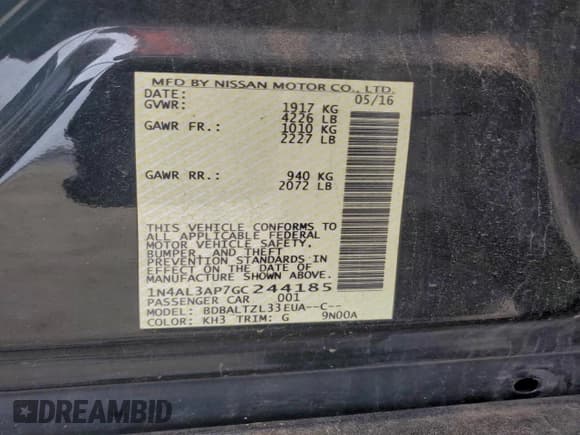 MFD BY NISSAN MOTOR CO., LTD.
DATE: 05/16
GVWR: 1917 KG
4226 LB
GAWR FR.: 1010 KG
2227 LB
GAWR RR.: 940 KG
2072 LB
THIS VEHICLE CONFORMS TO
ALL APPLICABLE FEDERAL
MOTOR VEHICLE SAFETY,
BUMPER, AND THEFT
PREVENTION STANDARDS IN
EFFECT ON THE DATE OF
MANUFACTURE SHOWN ABOVE.
1N4AL3AP7GC244185
PASSENGER CAR 001
MODEL: BDBALTZL33EUA--C--
COLOR: KH3 TRIM: G 9N00A
DREAMBID